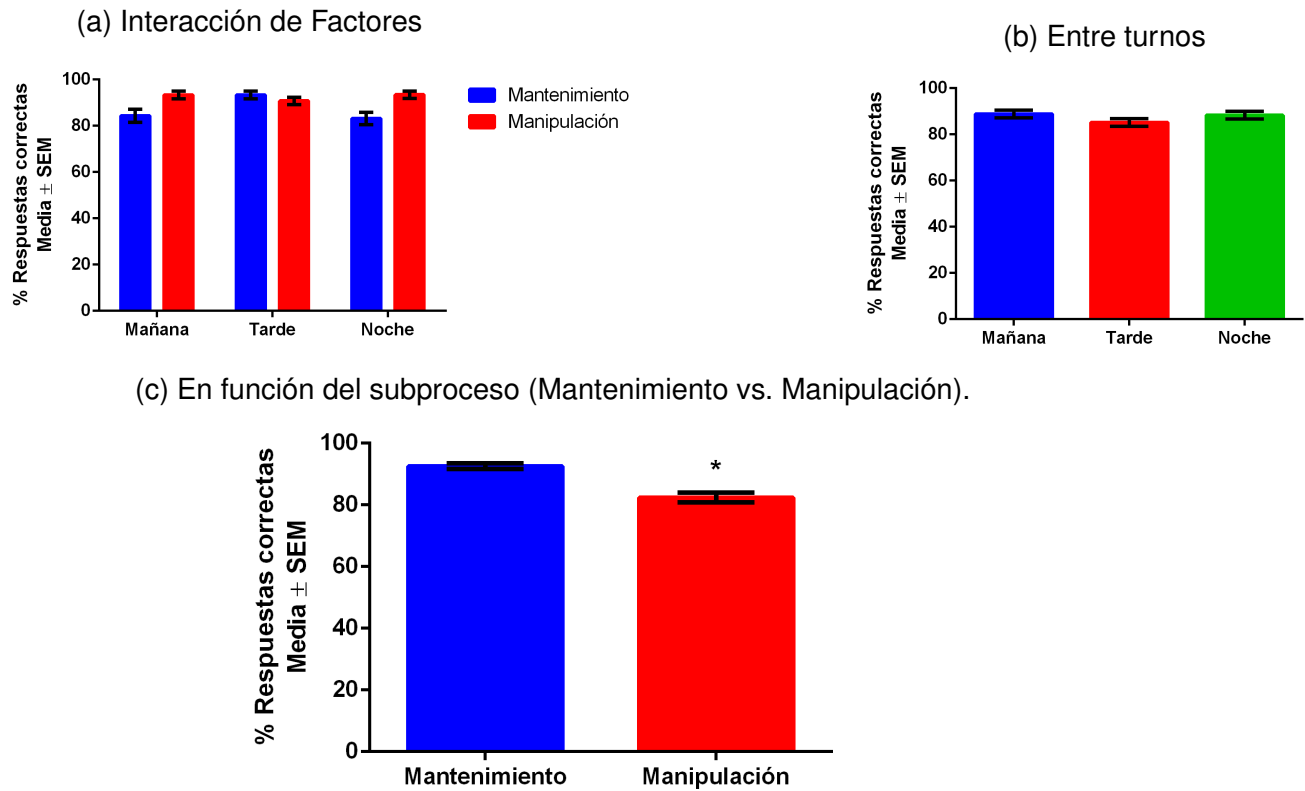 (a) Interacción de Factores
% Respuestas correctas
Media ± SEM
100
80
60
40
20
0
Mañana
Tarde
Noche
Mantenimiento
Manipulación
(b) Entre turnos
% Respuestas correctas
Media ± SEM
100
80
60
40
20
0
Mañana
Tarde
Noche
(c) En función del subproceso (Mantenimiento vs. Manipulación).
% Respuestas correctas
Media ± SEM
100
80
60
40
20
0
*
Mantenimiento
Manipulación